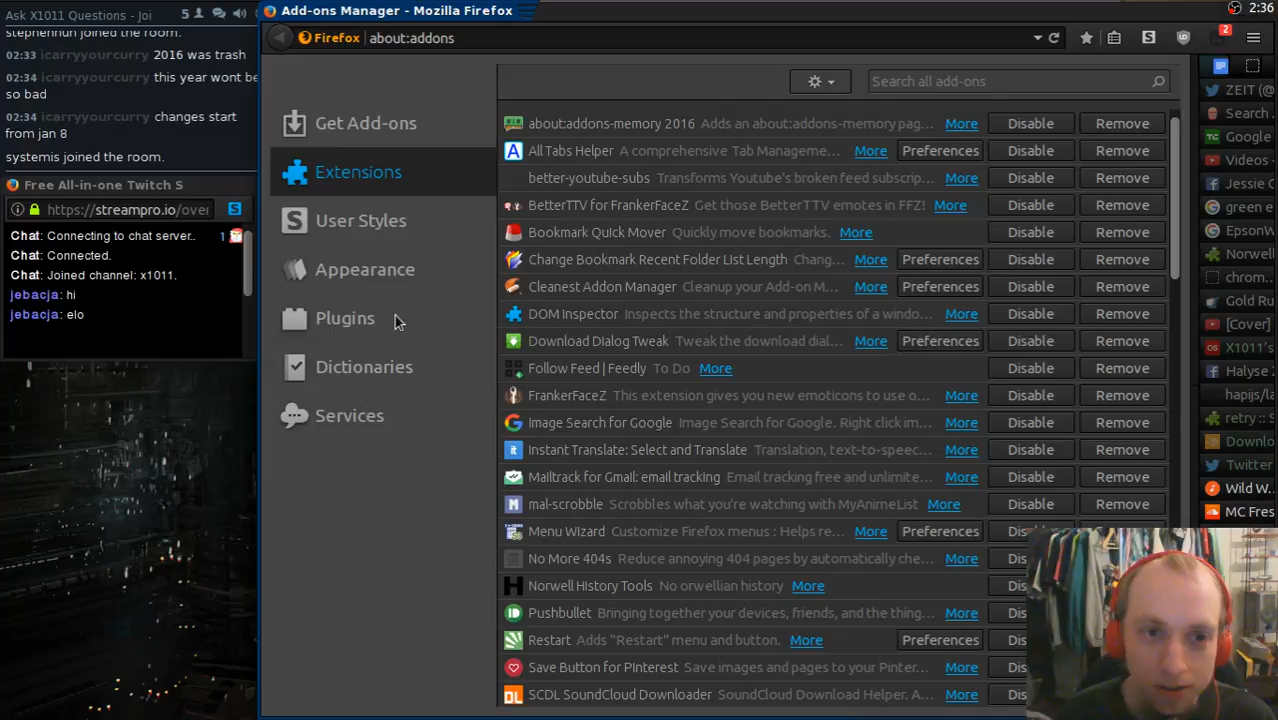 Ask X1011 Questions - Joi
5
stephenhun joined the room.
02:33 icarryyourcurry 2016 was trash
02:34 icarryyourcurry this year wont be
so bad
02:34 icarryyourcurry changes start
from jan 8
systemis joined the room.
Free All-in-one Twitch S
https://streampro.io/over
Chat: Connecting to chat server.. 1
Chat: Connected.
Chat: Joined channel: x1011.
jebacja: hi
jebacja: elo
Add-ons Manager - Mozilla Firefox
2:36
Firefox about:addons
2
Search all add-ons
Get Add-ons
Extensions
User Styles
Appearance
Plugins
Dictionaries
Services
about:addons-memory 2016 Adds an about:addons-memory pag... More Disable Remove
All Tabs Helper A comprehensive Tab Manageme... More Preferences Disable Remove
better-youtube-subs Transforms Youtube's broken feed subscrip... More Disable Remove
BetterTTV for FrankerFaceZ Get those BetterTTV emotes in FFZ! More Disable Remove
Bookmark Quick Mover Quickly move bookmarks. More Disable Remove
Change Bookmark Recent Folder List Length Chang... More Preferences Disable Remove
Cleanest Addon Manager Cleanup your Add-on M... More Preferences Disable Remove
DOM Inspector Inspects the structure and properties of a windo... More Disable Remove
Download Dialog Tweak Tweak the download dial... More Preferences Disable Remove
Follow Feed | Feedly To Do More Disable Remove
FrankerFaceZ This extension gives you new emoticons to use o... More Disable Remove
Image Search for Google Image Search for Google. Right click im... More Disable Remove
Instant Translate: Select and Translate Translation, text-to-speec... More Disable Remove
Mailtrack for Gmail: email tracking Email tracking free and unlimite... More Disable Remove
mal-scrobble Scrobbles what you're watching with MyAnimeList More Disable Remove
Menu Wizard Customize Firefox menus : Helps re... More Preferences Disable Remove
No More 404s Reduce annoying 404 pages by automatically che... More
Norwell History Tools No orwellian history More
Pushbullet Bringing together your devices, friends, and the thing... More
Restart Adds "Restart" menu and button. More Preferences
Save Button for Pinterest Save images and pages to your Pinter... More
SCDL SoundCloud Downloader SoundCloud Download Helper. A... More
ZEIT (@
Search .
Google
Videos -
Jessie C
green e
EpsonW
Norwell
chrom..
Gold Ru
[Cover]
X1011's
Halyse Z
hapijs/la
retry :: S
Downlo
Twitter
Wild W..
MC Fres